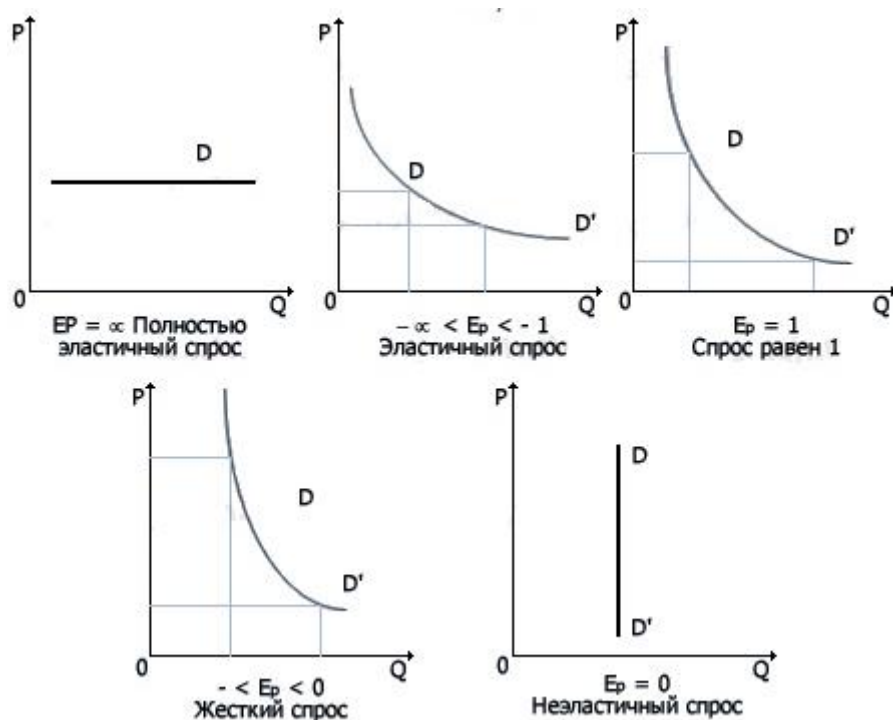 P
D
0
Q
EP = ∝ Полностью
эластичный спрос
P
D
D'
0
Q
– ∝ < Ep < - 1
Эластичный спрос
P
D
D'
0
Q
Ep = 1
Спрос равен 1
P
D
D'
0
Q
- < Ep < 0
Жесткий спрос
P
D
D'
0
Q
Ep = 0
Неэластичный спрос